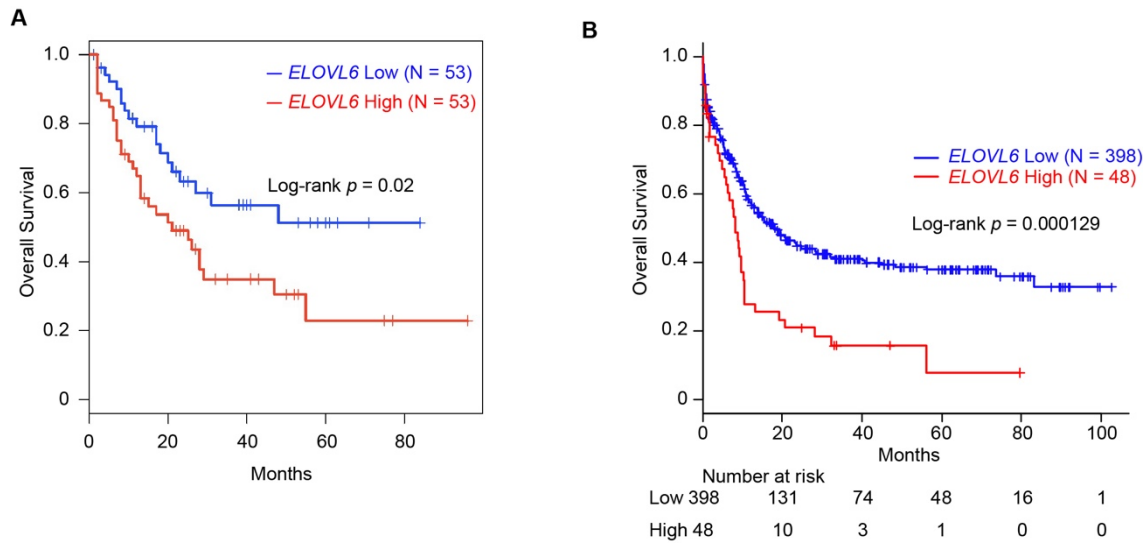 A
Overall Survival
1.0
0.8
0.6
0.4
0.2
0
ELOVL6 Low (N = 53)
ELOVL6 High (N = 53)
Log-rank p = 0.02
0 20 40 60 80
Months
B
Overall Survival
1.0
0.8
0.6
0.4
0.2
0
ELOVL6 Low (N = 398)
ELOVL6 High (N = 48)
Log-rank p = 0.000129
0 20 40 60 80 100
Months
Number at risk
Low 398 131 74 48 16 1
High 48 10 3 1 0 0